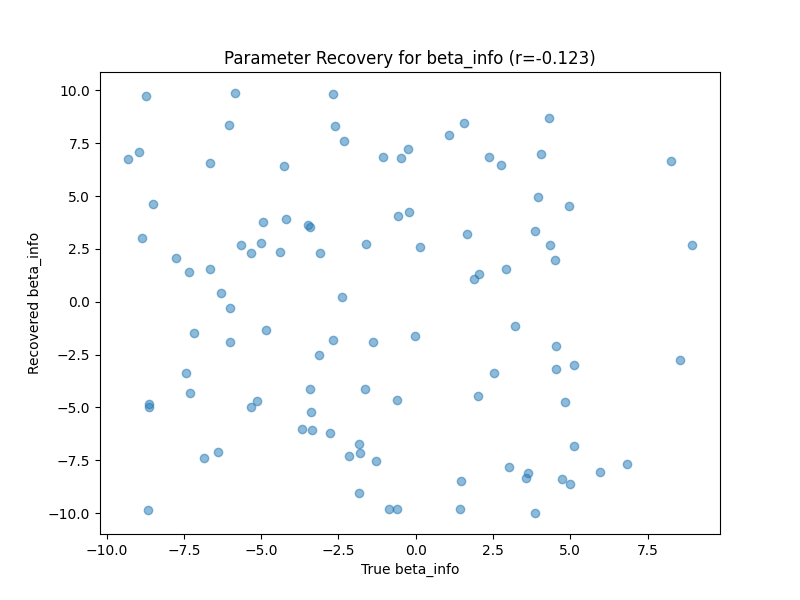 Parameter Recovery for beta_info (r=-0.123)
10.0
7.5
5.0
2.5
0.0
−2.5
−5.0
−7.5
−10.0
Recovered beta_info
−10.0 −7.5 −5.0 −2.5 0.0 2.5 5.0 7.5
True beta_info